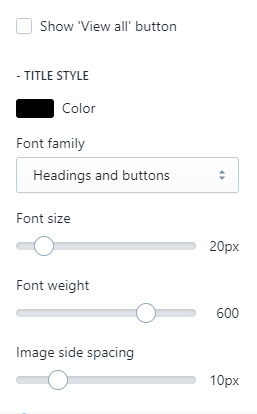 Show 'View all' button
- TITLE STYLE
Color
Font family
Headings and buttons
Font size
20px
Font weight
600
Image side spacing
10px